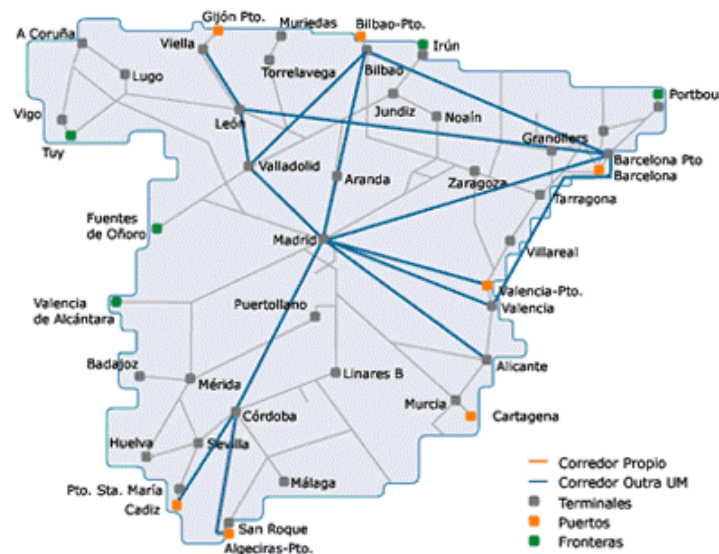 Gijón Pto.
Muriedas
Bilbao-Pto.
A Coruña
Viella
Irún
Torrelavega
Bilbao
Lugo
Portbou
Jundiz
Noaín
Vigo
León
Granollers
Tuy
Valladolid
Aranda
Zaragoza
Barcelona Pto
Barcelona
Tarragona
Fuentes
de Oñoro
Madrid
Villareal
Valencia-Pto.
Valencia
de Alcántara
Puertollano
Valencia
Badajoz
Mérida
Linares B
Alicante
Murcia
Cartagena
Córdoba
Huelva
Sevilla
Pto. Sta. María
Málaga
Cadiz
San Roque
Algeciras-Pto.
Corredor Propio
Corredor Outra UM
Terminales
Puertos
Fronteras